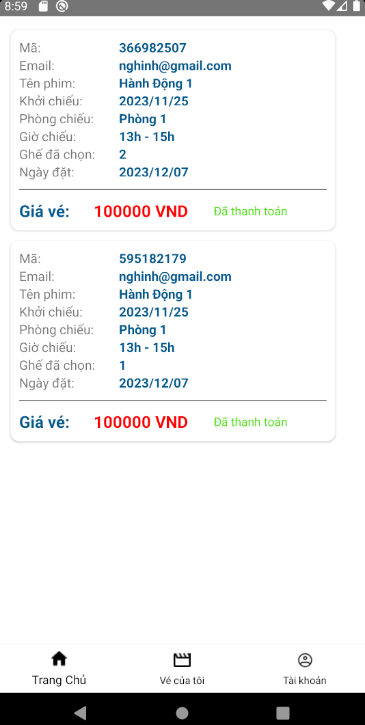 8:59
Mã: 366982507
Email: nghinh@gmail.com
Tên phim: Hành Động 1
Khởi chiếu: 2023/11/25
Phòng chiếu: Phòng 1
Giờ chiếu: 13h - 15h
Ghế đã chọn: 2
Ngày đặt: 2023/12/07
Giá vé: 100000 VND Đã thanh toán
Mã: 595182179
Email: nghinh@gmail.com
Tên phim: Hành Động 1
Khởi chiếu: 2023/11/25
Phòng chiếu: Phòng 1
Giờ chiếu: 13h - 15h
Ghế đã chọn: 1
Ngày đặt: 2023/12/07
Giá vé: 100000 VND Đã thanh toán
Trang Chủ Vé của tôi Tài khoản